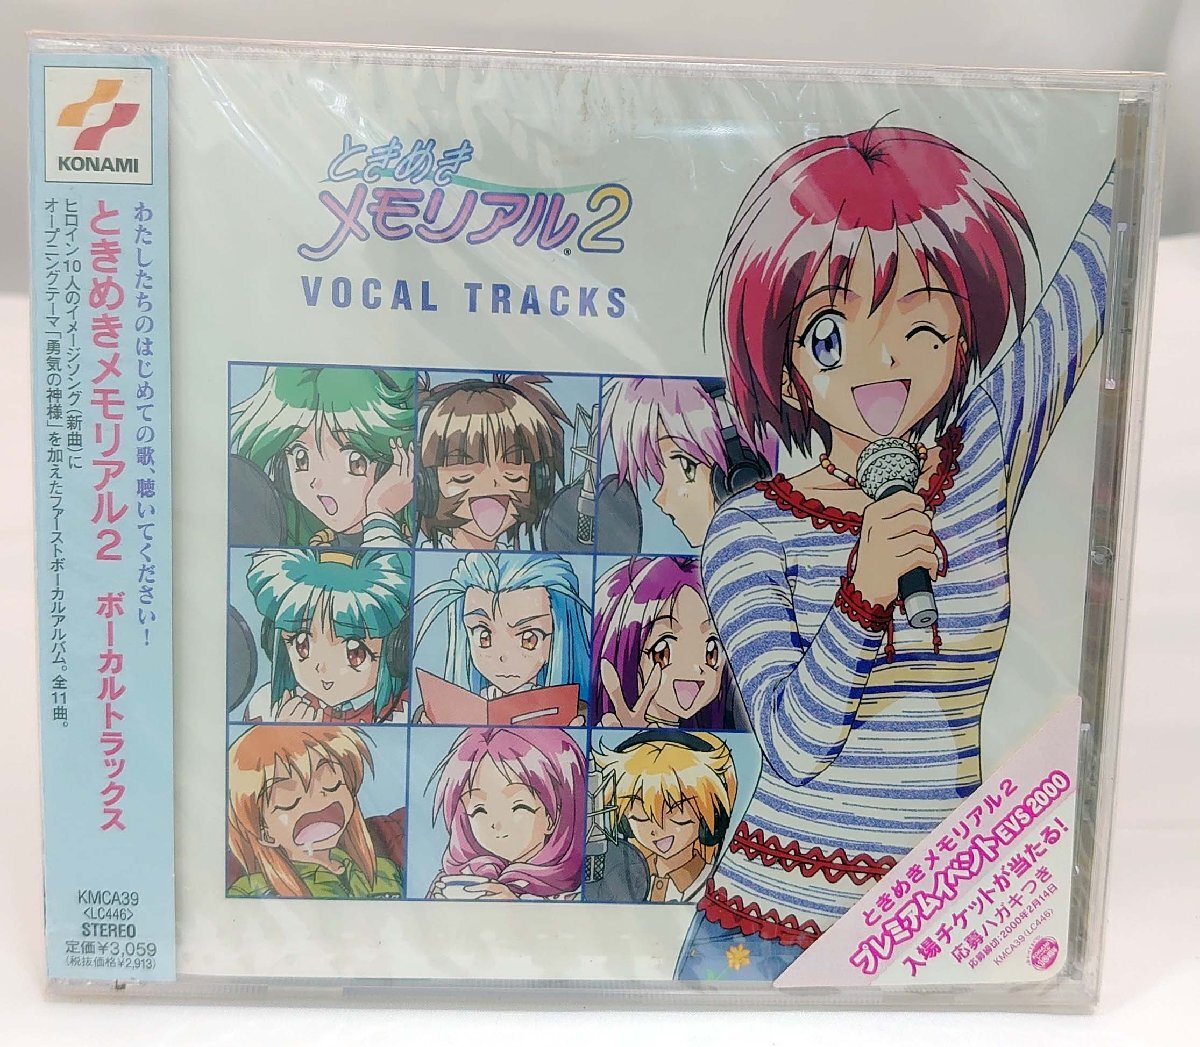 KONAMI
わたしたちのはじめての歌、聴いてください!
ときめきメモリアル2 ボーカルトラックス
ヒロイン10人のイメージソング(新曲)に
オープニングテーマ「勇気の神様」を加えたファーストボーカルアルバム。全11曲。
KMCA39
<LC446>
STEREO
定価¥3,059
(税抜価格¥2,913)
ときめき
メモリアル®2
VOCAL TRACKS
ときめきメモリアル2
プレミアムイベントEVS2000
入場チケットが当たる!
応募ハガキつき
応募締切:2000年2月14日
KMCA39(LC446)